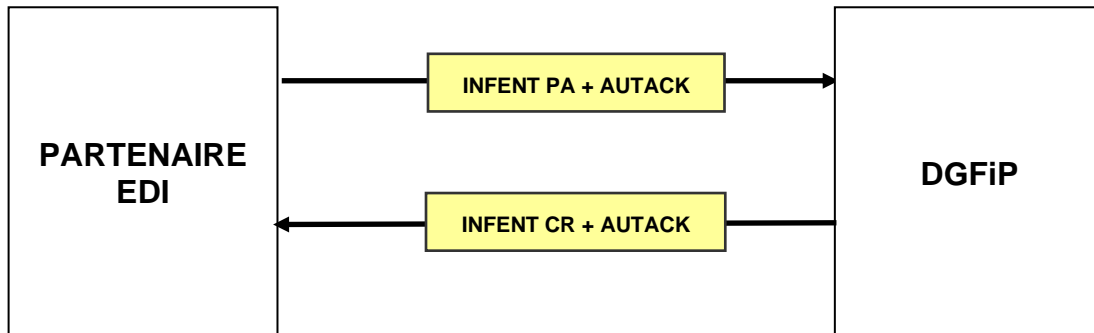 INFENT PA + AUTACK
PARTENAIRE
EDI
DGFiP
INFENT CR + AUTACK